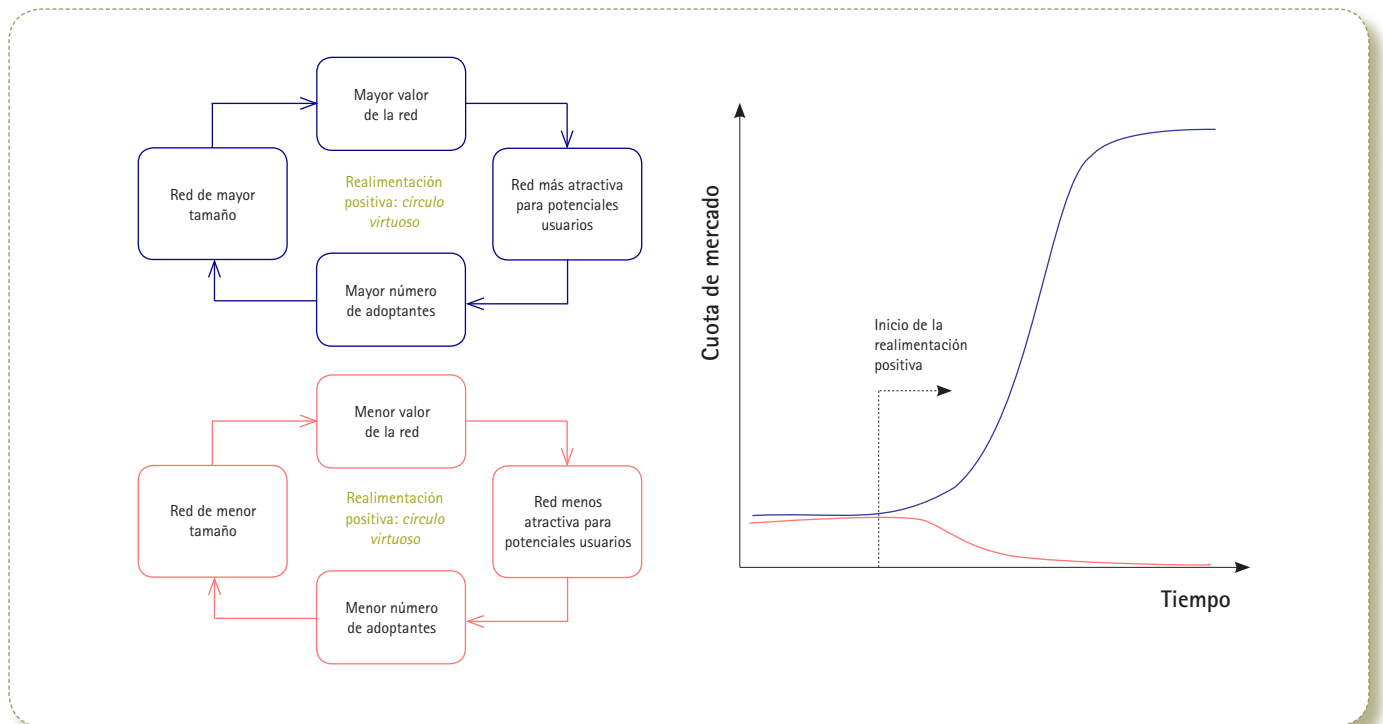 Mayor valor
de la red
Red de mayor
tamaño
Realimentación
positiva: círculo
virtuoso
Red más atractiva
para potenciales
usuarios
Mayor número
de adoptantes
Menor valor
de la red
Red de menor
tamaño
Realimentación
positiva: círculo
virtuoso
Red menos
atractiva para
potenciales usuarios
Menor número
de adoptantes
Cuota de mercado
Inicio de la
realimentación
positiva
Tiempo